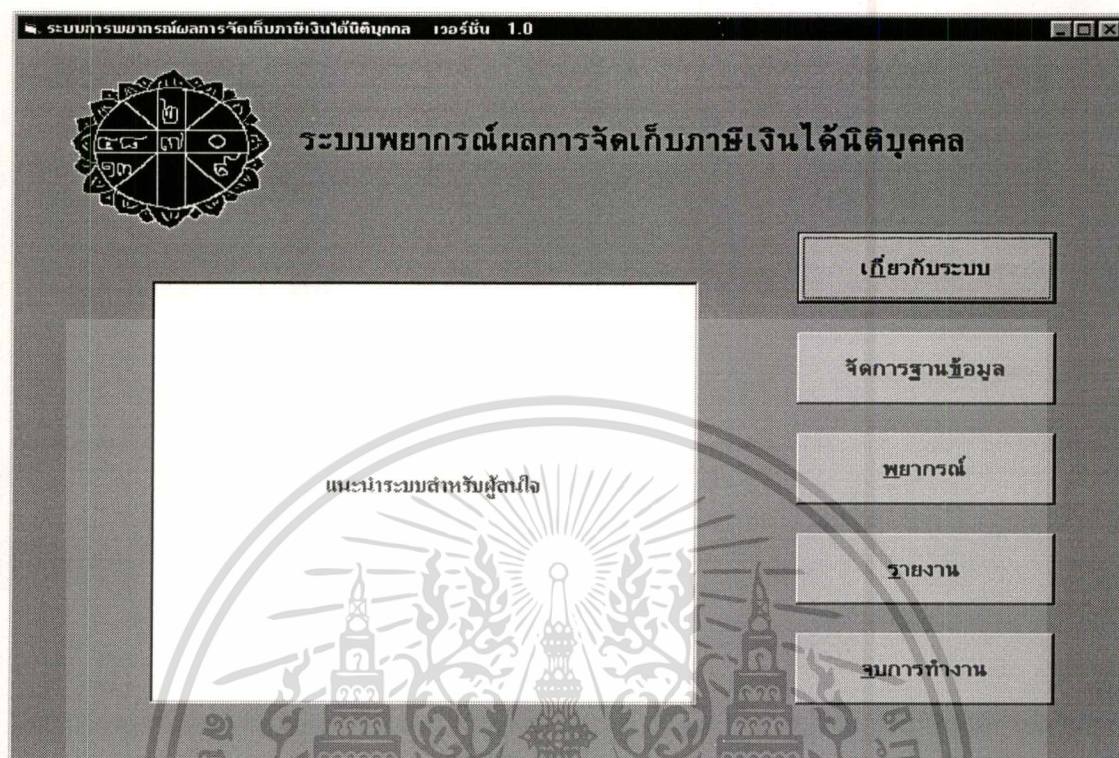 ระบบการพยากรณ์ผลการจัดเก็บภาษีเงินได้นิติบุคคล เวอร์ชั่น 1.0
ระบบพยากรณ์ผลการจัดเก็บภาษีเงินได้นิติบุคคล
เกี่ยวกับระบบ
จัดการฐานข้อมูล
แนะนำระบบสำหรับผู้สนใจ
พยากรณ์
รายงาน
จบการทำงาน